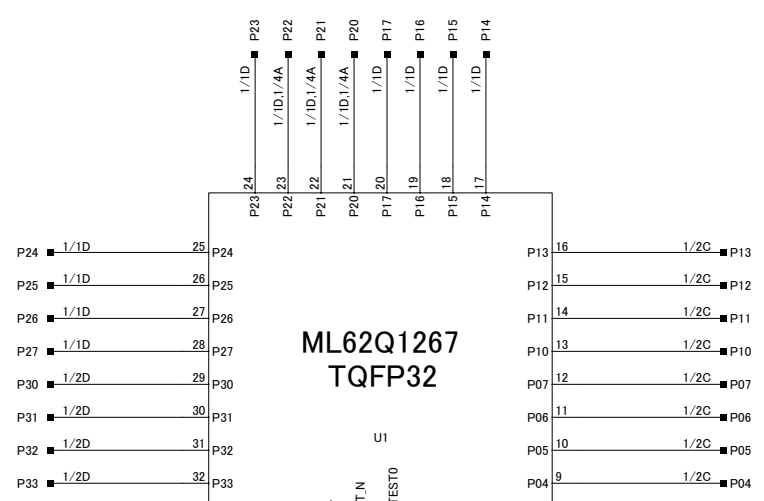 P23 P22 P21 P20 P17 P16 P15 P14
1/1D 1/1D,1/4A 1/1D,1/4A 1/1D,1/4A 1/1D 1/1D 1/1D 1/1D
24 23 22 21 20 19 18 17
P23 P22 P21 P20 P17 P16 P15 P14
P24 1/1D 25 P24 P13 16 1/2C P13
P25 1/1D 26 P25 P12 15 1/2C P12
P26 1/1D 27 P26 P11 14 1/2C P11
P27 1/1D 28 P27 P10 13 1/2C P10
ML62Q1267
TQFP32
P30 1/2D 29 P30 P07 12 1/2C P07
P31 1/2D 30 P31 P06 11 1/2C P06
U1
P32 1/2D 31 P32 P05 10 1/2C P05
P33 1/2D 32 P33 P04 9 1/2C P04
T_N
TEST0